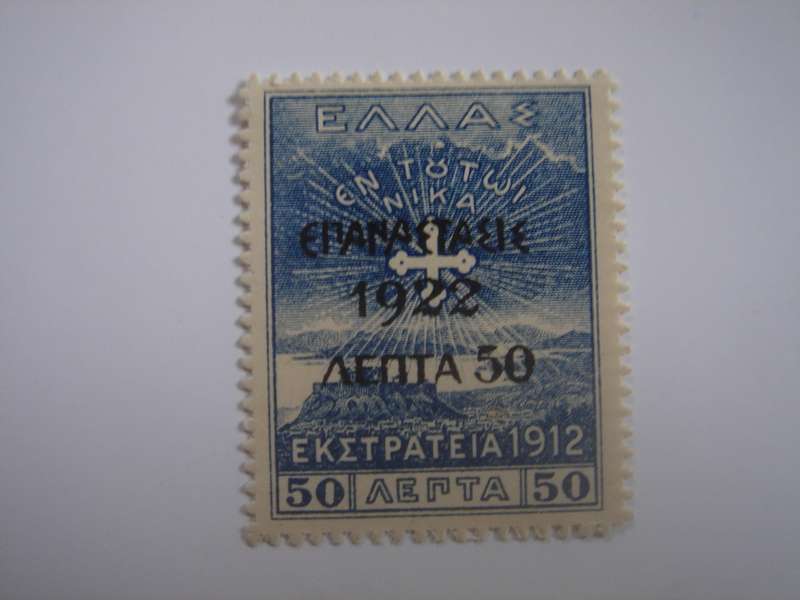 ΕΛΛΑΣ
ΕΝ ΤΟΥΤΩΙ
ΝΙΚΑ
ΕΠΑΝΑΣΤΑΣΙΣ
1922
ΛΕΠΤΑ 50
ΕΚΣΤΡΑΤΕΙΑ 1912
50 ΛΕΠΤΑ 50